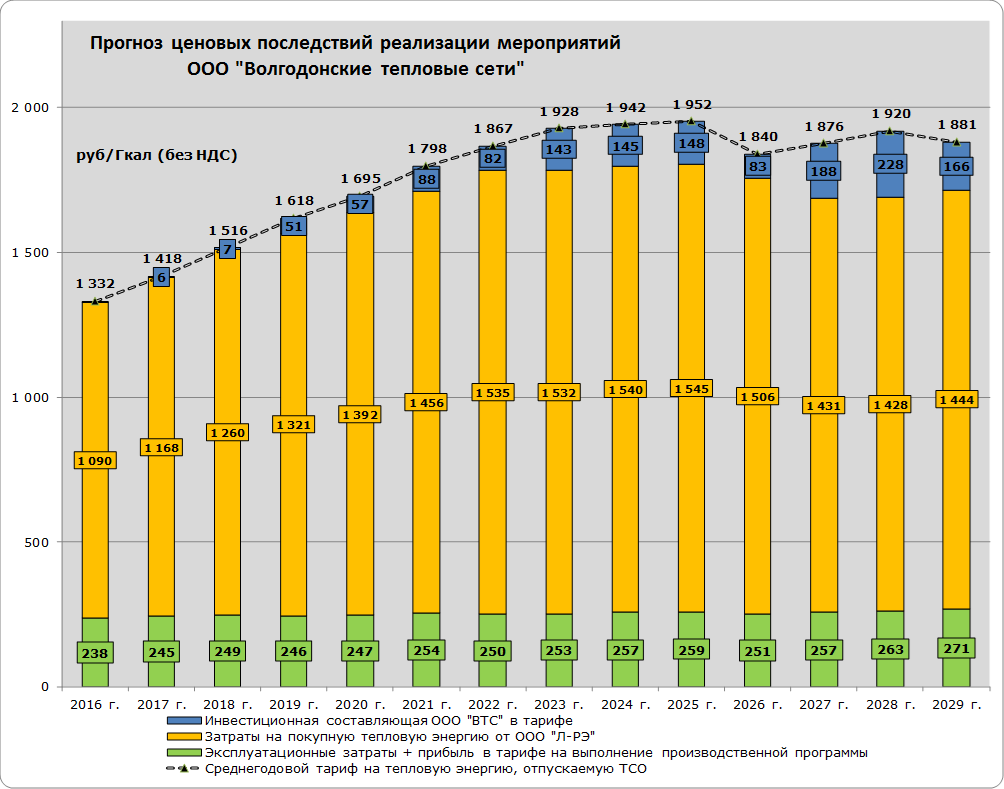 Прогноз ценовых последствий реализации мероприятий
ООО "Волгодонские тепловые сети"
руб/Гкал (без НДС)
2 000
1 500
1 000
500
0
1 332 1 418 1 516 1 618 1 695 1 798 1 867 1 928 1 942 1 952 1 840 1 876 1 920 1 881
6 7 51 57 88 82 143 145 148 83 188 228 166
1 090 1 168 1 260 1 321 1 392 1 456 1 535 1 532 1 540 1 545 1 506 1 431 1 428 1 444
238 245 249 246 247 254 250 253 257 259 251 257 263 271
2016 г. 2017 г. 2018 г. 2019 г. 2020 г. 2021 г. 2022 г. 2023 г. 2024 г. 2025 г. 2026 г. 2027 г. 2028 г. 2029 г.
Инвестиционная составляющая ООО "ВТС" в тарифе
Затраты на покупную тепловую энергию от ООО "Л-РЭ"
Эксплуатационные затраты + прибыль в тарифе на выполнение производственной программы
Среднегодовой тариф на тепловую энергию, отпускаемую ТСО